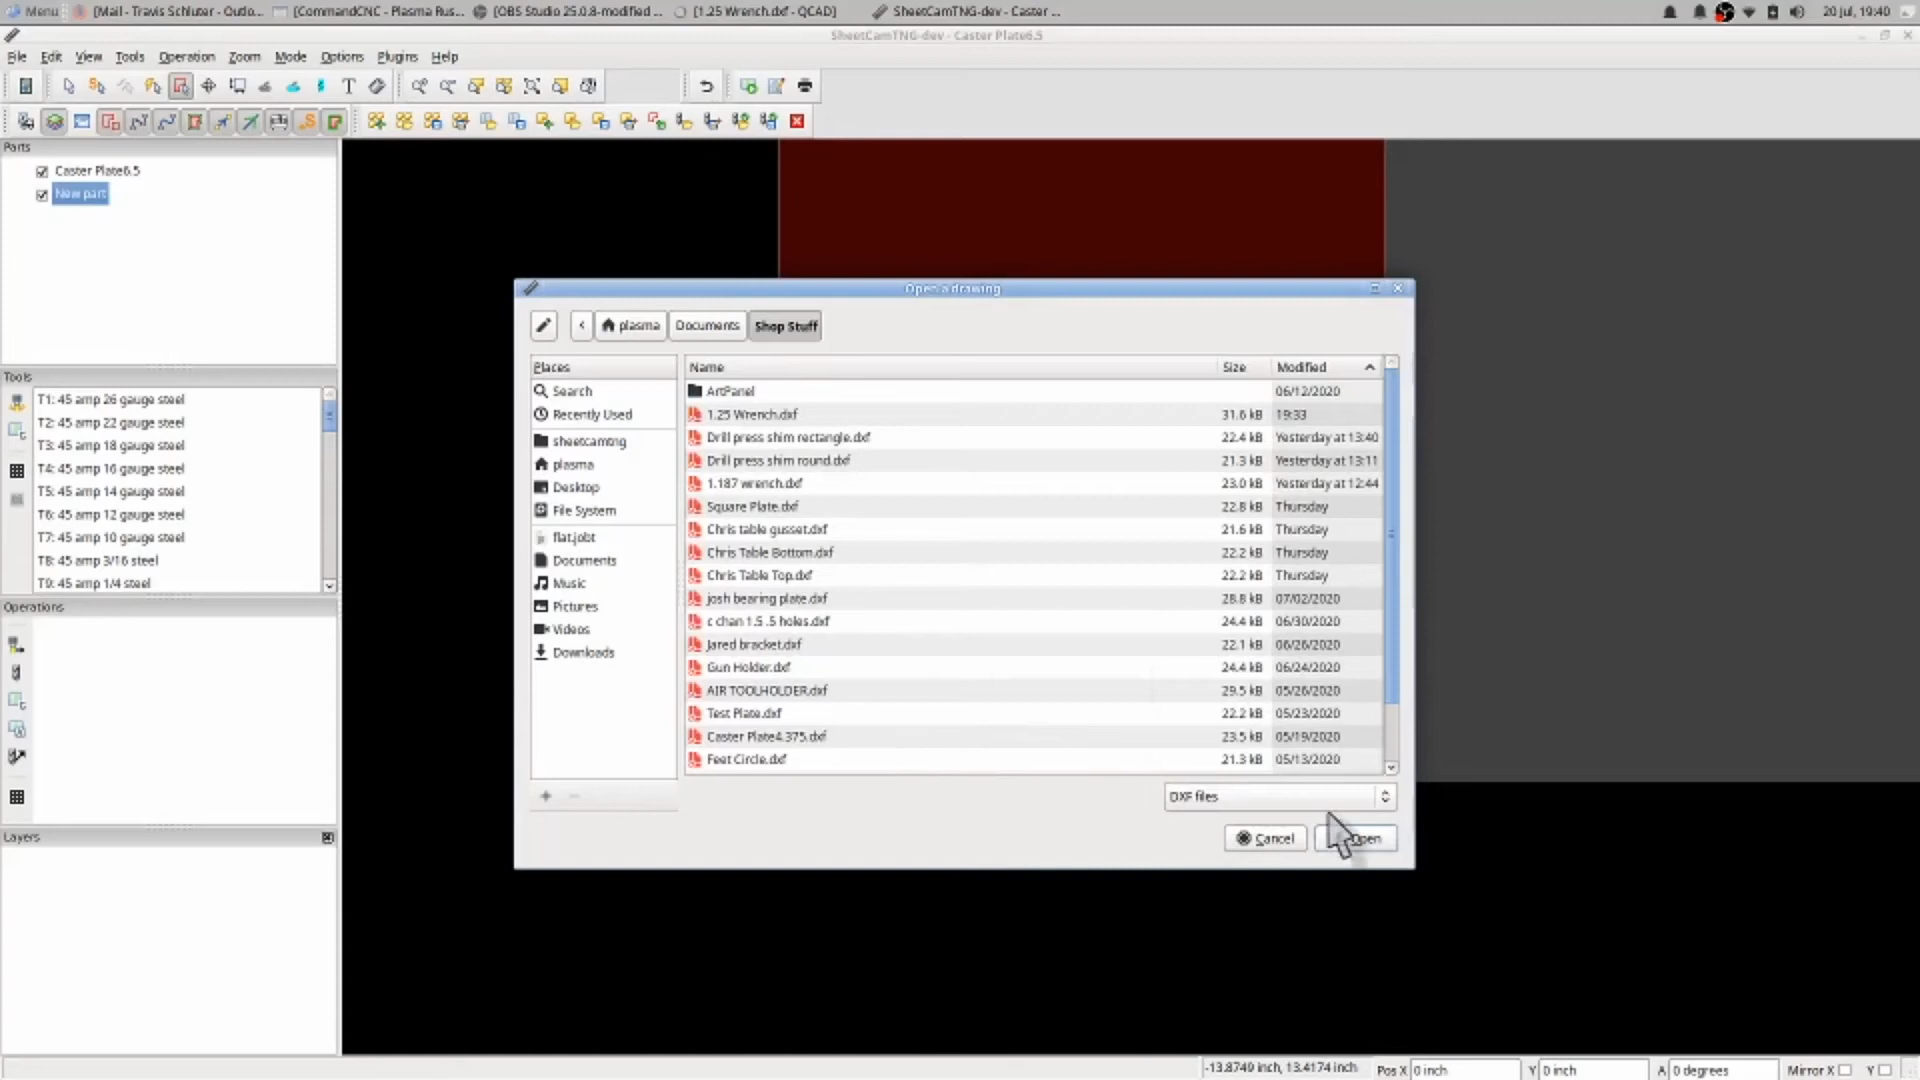 Menu [Mail - Travis Schluter - Outlo... [CommandCNC - Plasma Rus... [OBS Studio 25.0.8-modified ... [1.25 Wrench.dxf - QCAD] SheetCamTNG-dev - Caster ... 20 Jul, 19:40
SheetCamTNG-dev - Caster Plate6.5
File Edit View Tools Operation Zoom Mode Options Plugins Help
Parts
Caster Plate6.5
New part
Tools
T1: 45 amp 26 gauge steel
T2: 45 amp 22 gauge steel
T3: 45 amp 18 gauge steel
T4: 45 amp 16 gauge steel
T5: 45 amp 14 gauge steel
T6: 45 amp 12 gauge steel
T7: 45 amp 10 gauge steel
T8: 45 amp 3/16 steel
T9: 45 amp 1/4 steel
Operations
Layers
Open a drawing
plasma Documents Shop Stuff
Places
Search
Recently Used
sheetcamtng
plasma
Desktop
File System
flat.jobt
Documents
Music
Pictures
Videos
Downloads
Name Size Modified
ArtPanel 06/12/2020
1.25 Wrench.dxf 31.6 kB 19:33
Drill press shim rectangle.dxf 22.4 kB Yesterday at 13:40
Drill press shim round.dxf 21.3 kB Yesterday at 13:11
1.187 wrench.dxf 23.0 kB Yesterday at 12:44
Square Plate.dxf 22.8 kB Thursday
Chris table gusset.dxf 21.6 kB Thursday
Chris Table Bottom.dxf 22.2 kB Thursday
Chris Table Top.dxf 22.2 kB Thursday
josh bearing plate.dxf 28.8 kB 07/02/2020
c chan 1.5 .5 holes.dxf 24.4 kB 06/30/2020
Jared bracket.dxf 22.1 kB 06/26/2020
Gun Holder.dxf 24.4 kB 06/24/2020
AIR TOOLHOLDER.dxf 29.5 kB 05/26/2020
Test Plate.dxf 22.2 kB 05/23/2020
Caster Plate4.375.dxf 23.5 kB 05/19/2020
Feet Circle.dxf 21.3 kB 05/13/2020
DXF files
Cancel Open
-13.8749 inch, 13.4174 inch Pos X 0 inch Y 0 inch A 0 degrees Mirror X Y